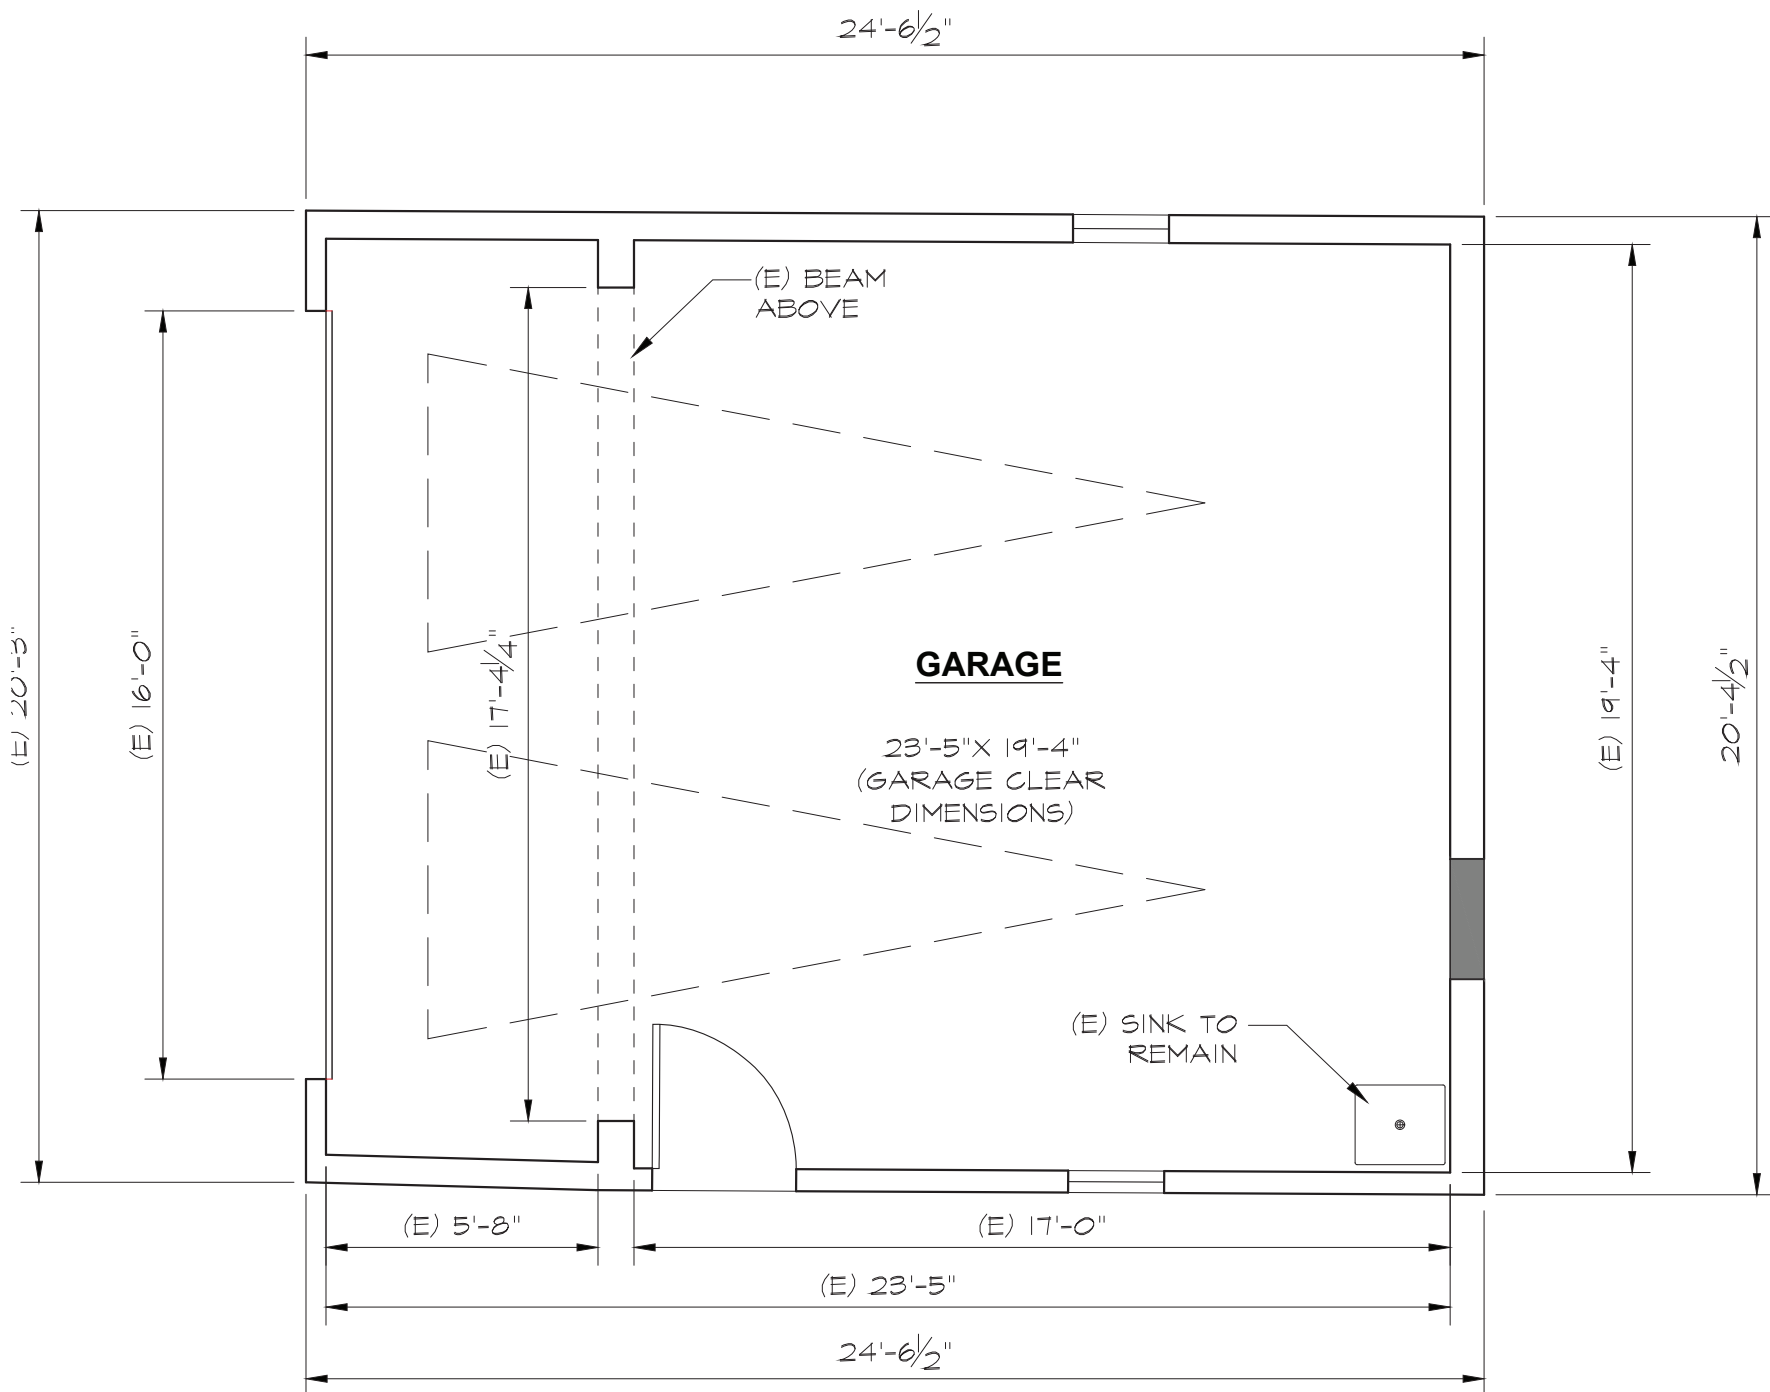 24'-6½"
(E) BEAM
ABOVE
(E) 20'-3"
(E) 16'-0"
(E) 17'-4¼"
GARAGE
23'-5"X 19'-4"
(GARAGE CLEAR
DIMENSIONS)
(E) 19'-4"
20'-4½"
(E) SINK TO
REMAIN
(E) 5'-8"
(E) 17'-0"
(E) 23'-5"
24'-6½"